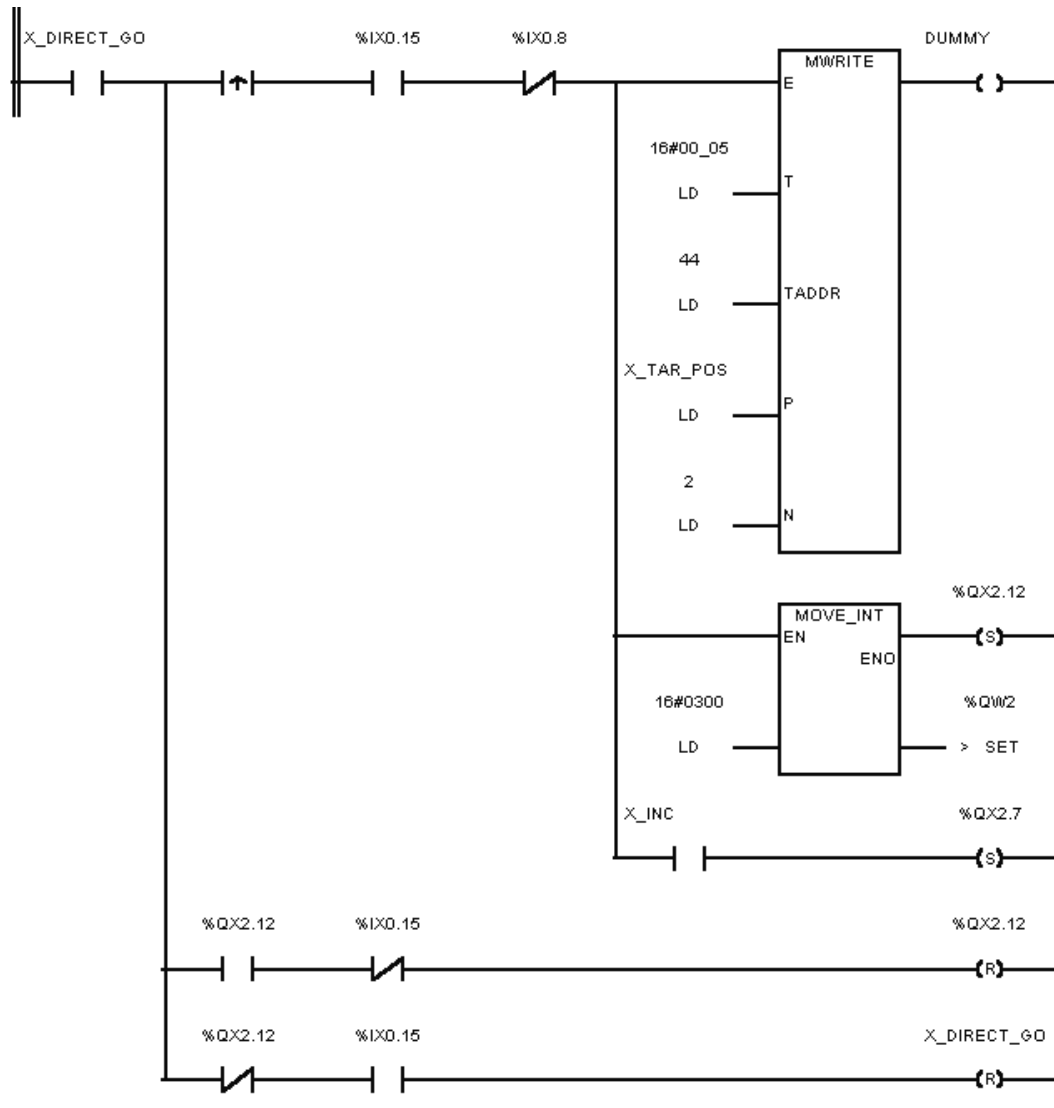 X_DIRECT_GO %IX0.15 %IX0.8 DUMMY
MWRITE
E
16#00_05
LD T
44
LD TADDR
X_TAR_POS
LD P
2
LD N
%QX2.12
MOVE_INT
EN (S)
ENO
16#0300 %QW2
LD > SET
X_INC %QX2.7
(S)
%QX2.12 %IX0.15 %QX2.12
(R)
%QX2.12 %IX0.15 X_DIRECT_GO
(R)